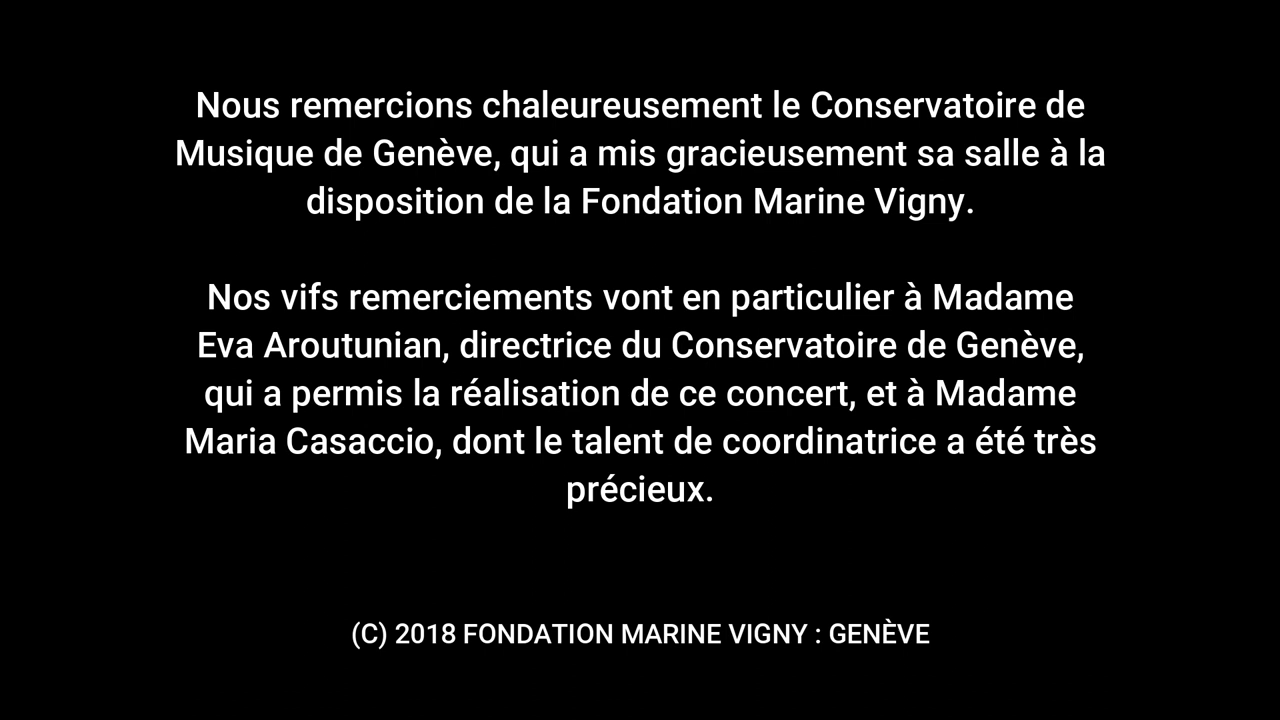 Nous remercions chaleureusement le Conservatoire de
Musique de Genève, qui a mis gracieusement sa salle à la
disposition de la Fondation Marine Vigny.
Nos vifs remerciements vont en particulier à Madame
Eva Aroutunian, directrice du Conservatoire de Genève,
qui a permis la réalisation de ce concert, et à Madame
Maria Casaccio, dont le talent de coordinatrice a été très
précieux.
(C) 2018 FONDATION MARINE VIGNY : GENÈVE